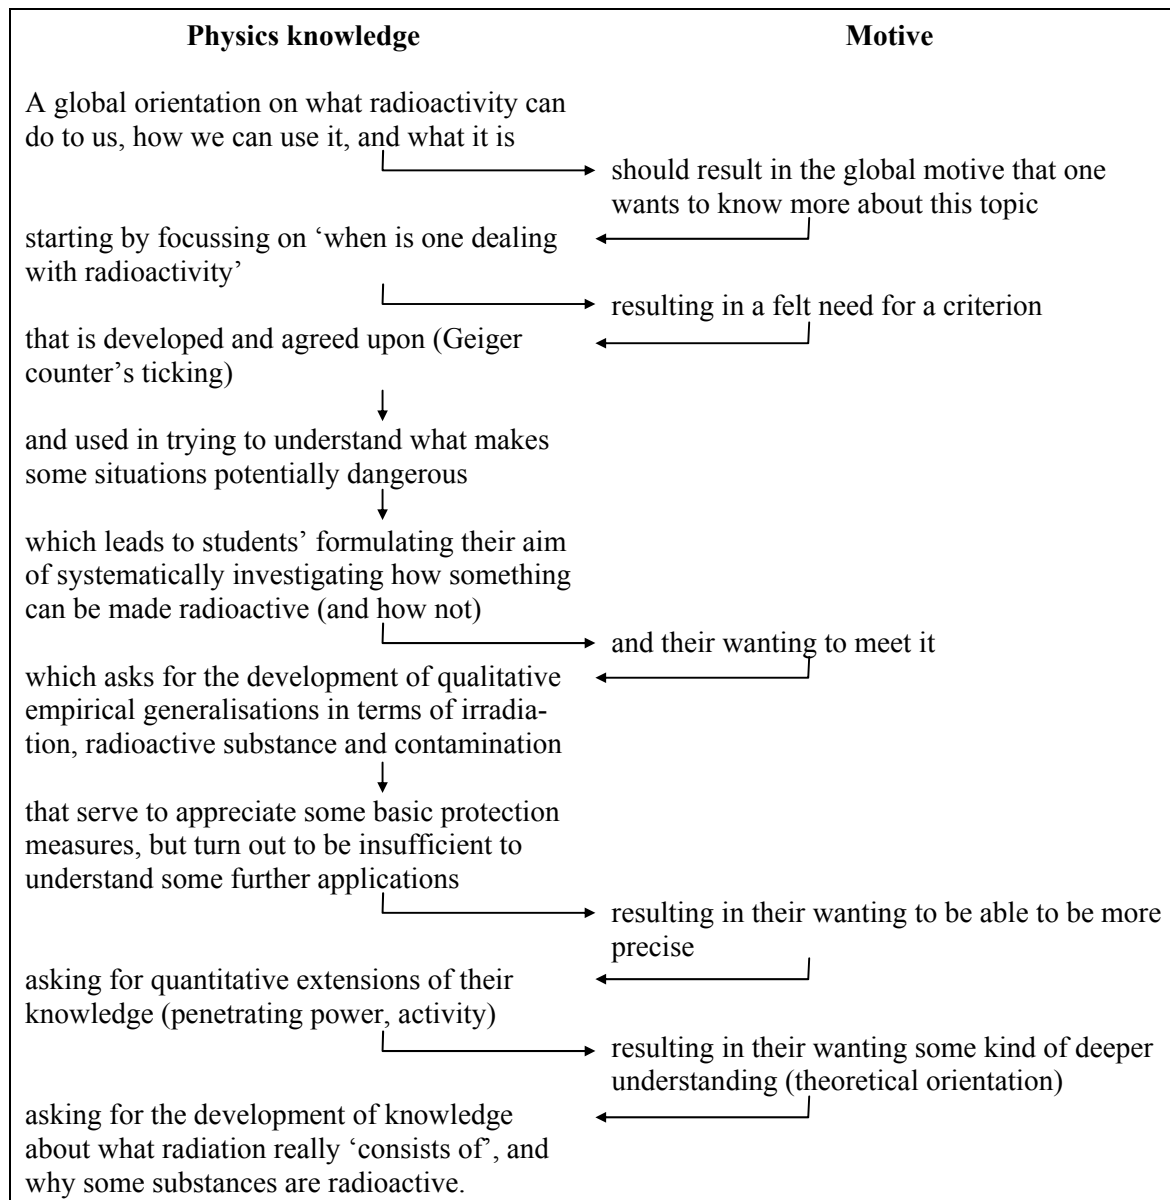 Physics knowledge
Motive
A global orientation on what radioactivity can
do to us, how we can use it, and what it is
should result in the global motive that one
wants to know more about this topic
starting by focussing on ‘when is one dealing
with radioactivity’
resulting in a felt need for a criterion
that is developed and agreed upon (Geiger
counter’s ticking)
and used in trying to understand what makes
some situations potentially dangerous
which leads to students’ formulating their aim
of systematically investigating how something
can be made radioactive (and how not)
and their wanting to meet it
which asks for the development of qualitative
empirical generalisations in terms of irradia-
tion, radioactive substance and contamination
that serve to appreciate some basic protection
measures, but turn out to be insufficient to
understand some further applications
resulting in their wanting to be able to be more
precise
asking for quantitative extensions of their
knowledge (penetrating power, activity)
resulting in their wanting some kind of deeper
understanding (theoretical orientation)
asking for the development of knowledge
about what radiation really ‘consists of’, and
why some substances are radioactive.